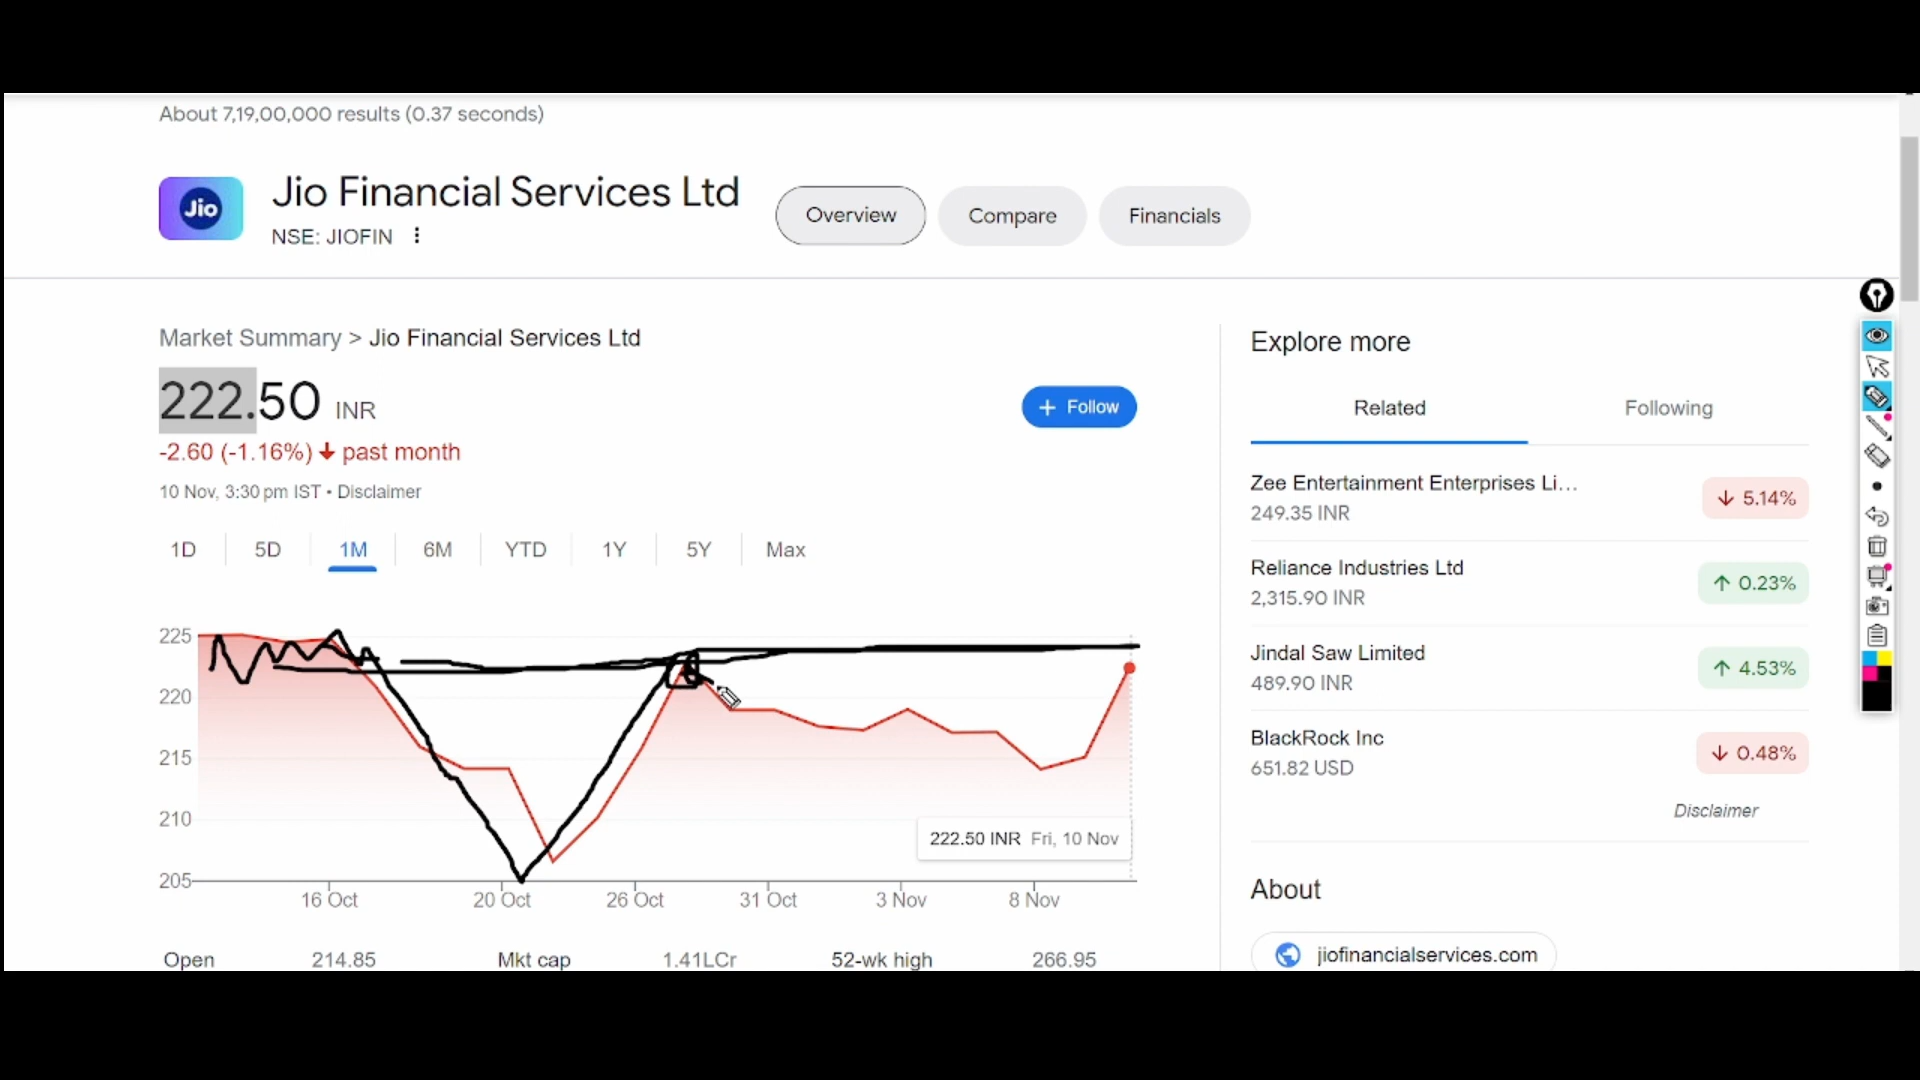 About 7,19,00,000 results (0.37 seconds)
Jio
Jio Financial Services Ltd
NSE: JIOFIN
Overview
Compare
Financials
Market Summary > Jio Financial Services Ltd
222.50 INR
+ Follow
-2.60 (-1.16%) ↓ past month
10 Nov, 3:30 pm IST • Disclaimer
1D 5D 1M 6M YTD 1Y 5Y Max
225
220
215
210
205
222.50 INR Fri, 10 Nov
16 Oct 20 Oct 26 Oct 31 Oct 3 Nov 8 Nov
Open 214.85 Mkt cap 1.41LCr 52-wk high 266.95
Explore more
Related Following
Zee Entertainment Enterprises Li...
249.35 INR
↓ 5.14%
Reliance Industries Ltd
2,315.90 INR
↑ 0.23%
Jindal Saw Limited
489.90 INR
↑ 4.53%
BlackRock Inc
651.82 USD
↓ 0.48%
Disclaimer
About
jiofinancialservices.com